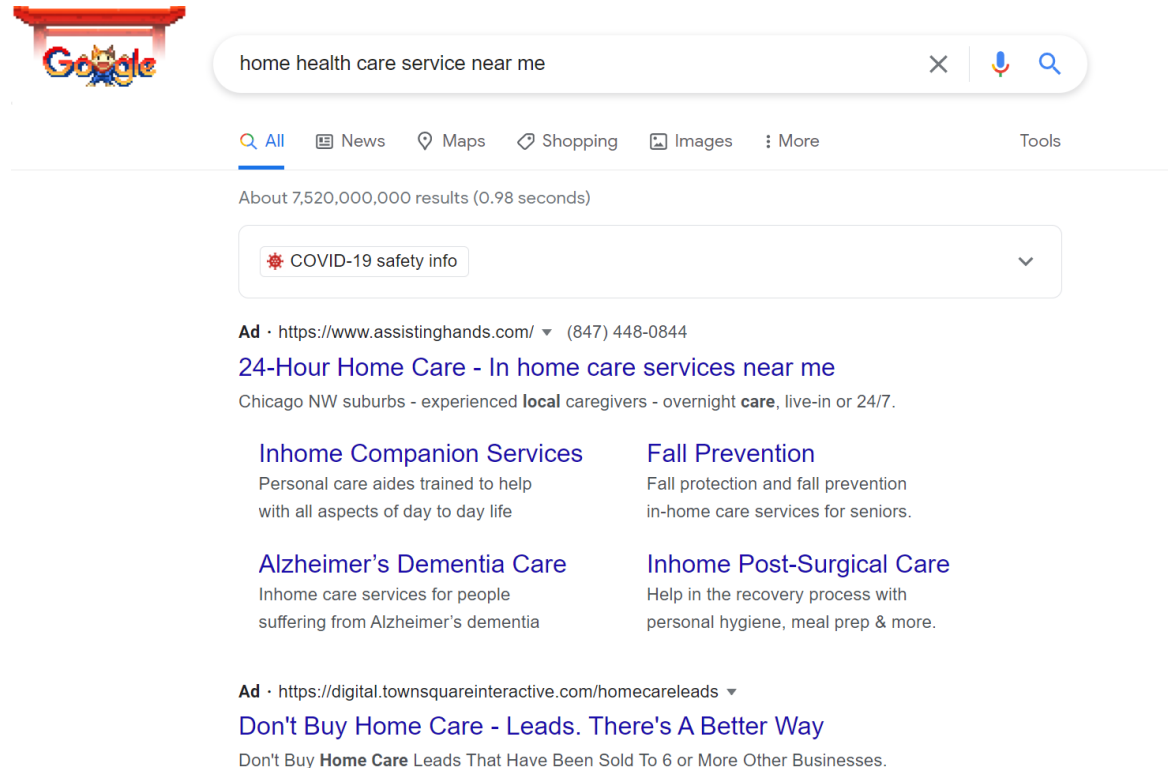 Google
home health care service near me
All News Maps Shopping Images More Tools
About 7,520,000,000 results (0.98 seconds)
COVID-19 safety info
Ad · https://www.assistinghands.com/ (847) 448-0844
24-Hour Home Care - In home care services near me
Chicago NW suburbs - experienced local caregivers - overnight care, live-in or 24/7.
Inhome Companion Services
Personal care aides trained to help
with all aspects of day to day life
Fall Prevention
Fall protection and fall prevention
in-home care services for seniors.
Alzheimer’s Dementia Care
Inhome care services for people
suffering from Alzheimer’s dementia
Inhome Post-Surgical Care
Help in the recovery process with
personal hygiene, meal prep & more.
Ad · https://digital.townsquareinteractive.com/homecareleads
Don't Buy Home Care - Leads. There's A Better Way
Don't Buy Home Care Leads That Have Been Sold To 6 or More Other Businesses.